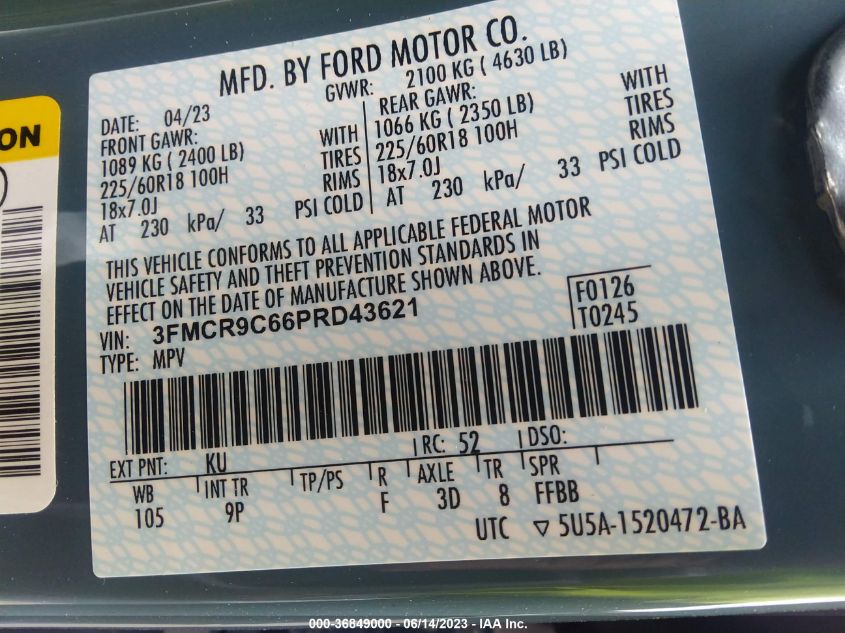 MFD. BY FORD MOTOR CO.
GVWR: 2100 KG ( 4630 LB)
DATE: 04/23
FRONT GAWR: WITH
1089 KG ( 2400 LB) TIRES
225/60R18 100H RIMS
18x7.0J
AT 230 kPa/ 33 PSI COLD
REAR GAWR: WITH
1066 KG ( 2350 LB) TIRES
225/60R18 100H RIMS
18x7.0J
AT 230 kPa/ 33 PSI COLD
THIS VEHICLE CONFORMS TO ALL APPLICABLE FEDERAL MOTOR
VEHICLE SAFETY AND THEFT PREVENTION STANDARDS IN
EFFECT ON THE DATE OF MANUFACTURE SHOWN ABOVE.
VIN: 3FMCR9C66PRD43621
TYPE: MPV
F0126
T0245
EXT PNT: KU RC: 52 DSO:
WB INT TR TP/PS R AXLE TR SPR
105 9P F 3D 8 FFBB
UTC ▽ 5U5A-1520472-BA
ON
000-36849000 - 06/14/2023 - IAA Inc.